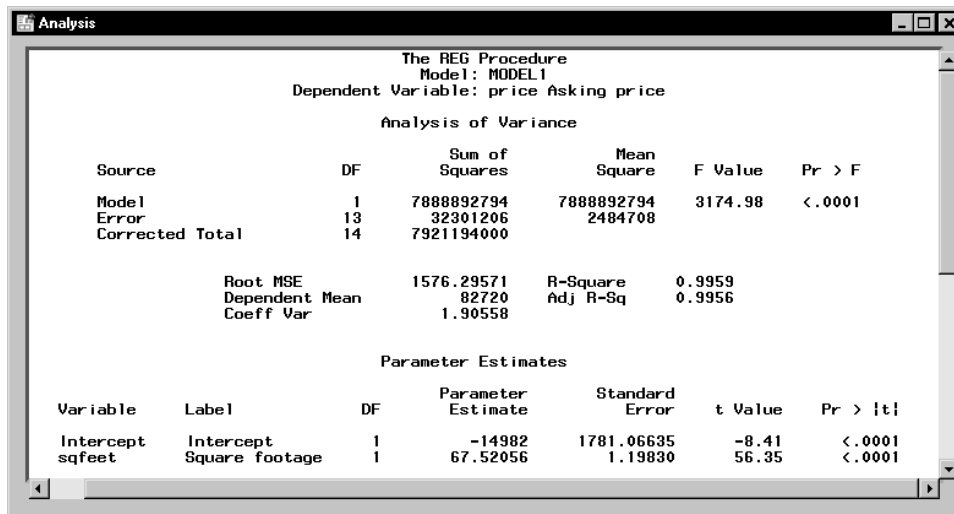 Analysis
The REG Procedure
Model: MODEL1
Dependent Variable: price Asking price
Analysis of Variance
Sum of Mean
Source DF Squares Square F Value Pr > F
Model 1 7888892794 7888892794 3174.98 <.0001
Error 13 32301206 2484708
Corrected Total 14 7921194000
Root MSE 1576.29571 R-Square 0.9959
Dependent Mean 82720 Adj R-Sq 0.9956
Coeff Var 1.90558
Parameter Estimates
Parameter Standard
Variable Label DF Estimate Error t Value Pr > |t|
Intercept Intercept 1 -14982 1781.06635 -8.41 <.0001
sqfeet Square footage 1 67.52056 1.19830 56.35 <.0001